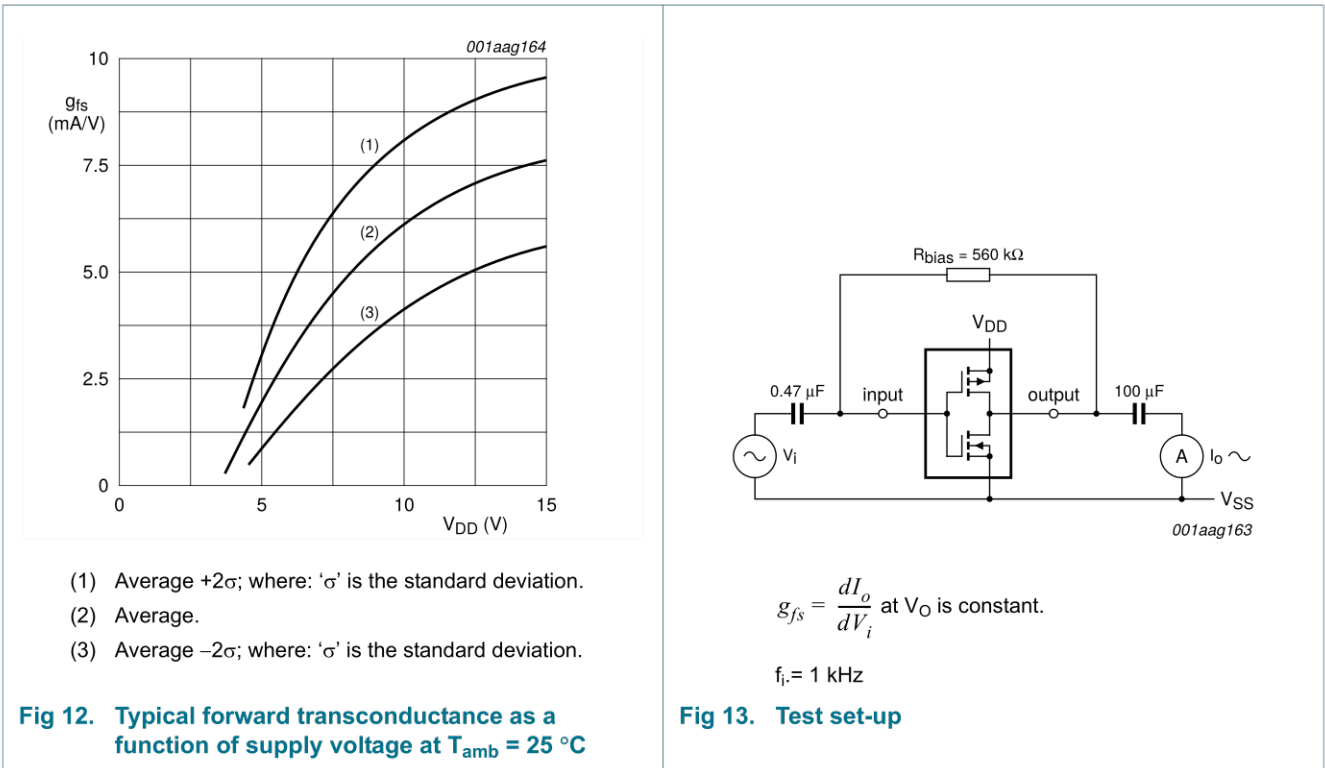 001aag164
10
gfs
(mA/V)
7.5
5.0
2.5
0
(1)
(2)
(3)
0
5
10
15
VDD (V)
(1) Average +2σ; where: ‘σ’ is the standard deviation.
(2) Average.
(3) Average −2σ; where: ‘σ’ is the standard deviation.
Fig 12. Typical forward transconductance as a
function of supply voltage at Tamb = 25 °C
Rbias = 560 kΩ
VDD
0.47 μF
input
output
100 μF
Vi
A
Io
VSS
001aag163
gfs = dIo/dVi at VO is constant.
fi.= 1 kHz
Fig 13. Test set-up